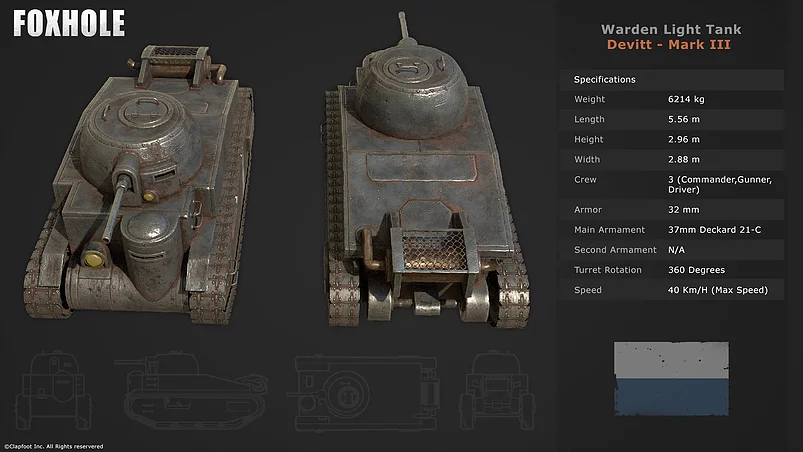 FOXHOLE
Warden Light Tank
Devitt - Mark III
Specifications
Weight 6214 kg
Length 5.56 m
Height 2.96 m
Width 2.88 m
Crew 3 (Commander,Gunner,
Driver)
Armor 32 mm
Main Armament 37mm Deckard 21-C
Second Armament N/A
Turret Rotation 360 Degrees
Speed 40 Km/H (Max Speed)
©Clapfoot Inc. All Rights resererved